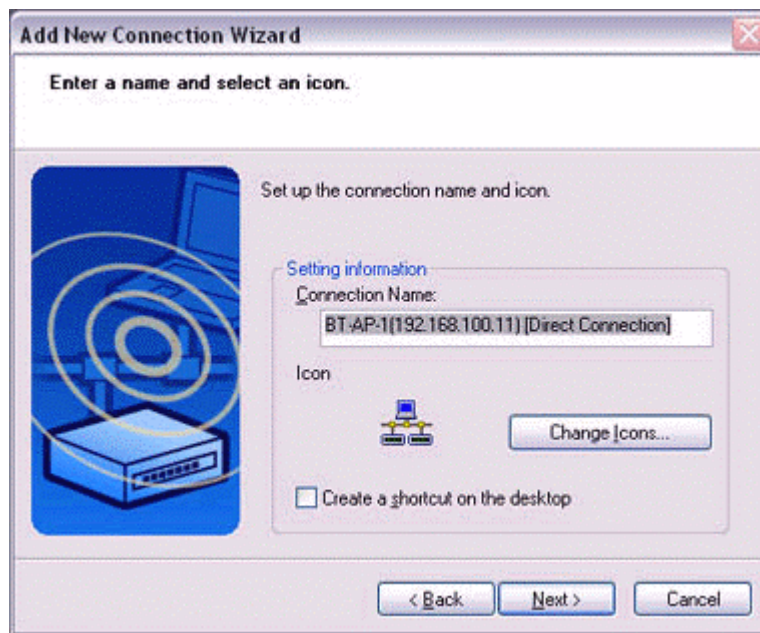 Add New Connection Wizard
Enter a name and select an icon.
Set up the connection name and icon.
Setting information
Connection Name:
BT-AP-1(192.168.100.11) [Direct Connection]
Icon
Change Icons...
Create a shortcut on the desktop
< Back
Next >
Cancel